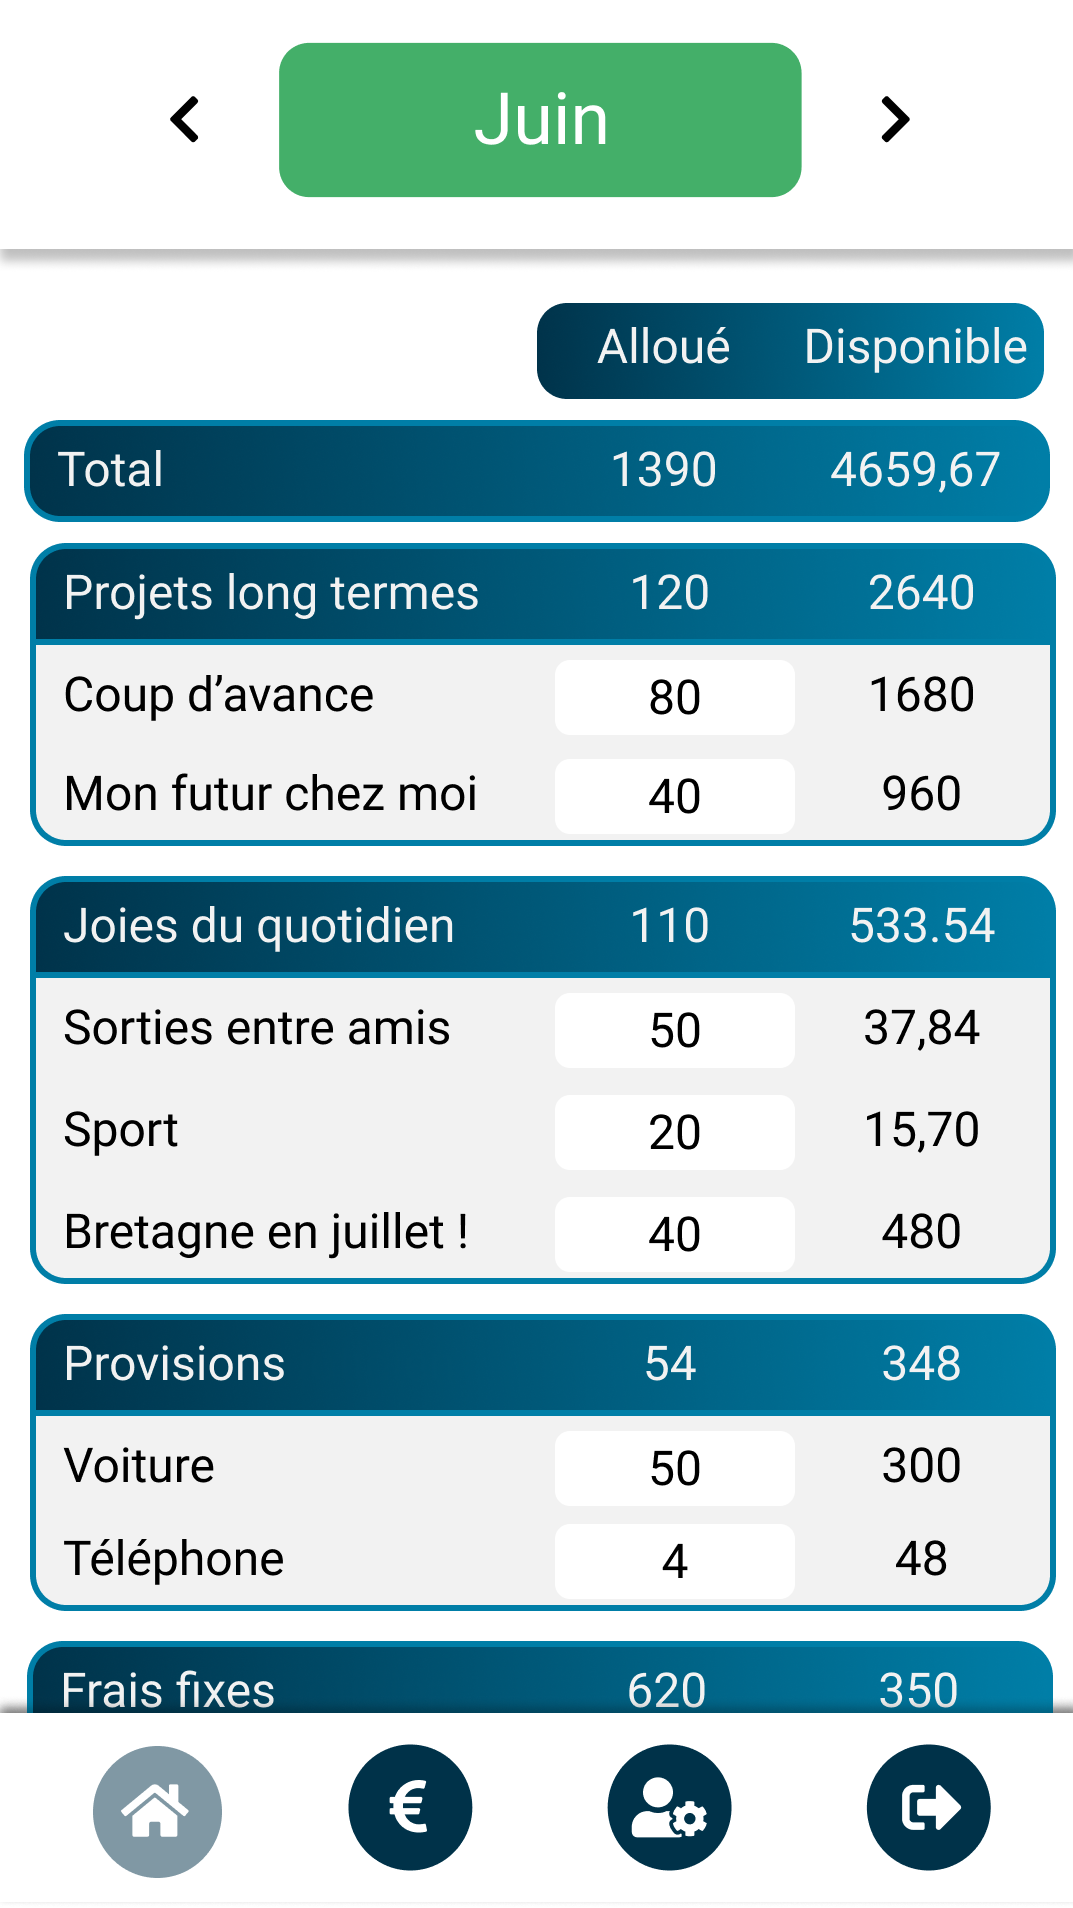 Juin
Alloué Disponible
Total 1390 4659,67
Projets long termes 120 2640
Coup d’avance 80 1680
Mon futur chez moi 40 960
Joies du quotidien 110 533.54
Sorties entre amis 50 37,84
Sport 20 15,70
Bretagne en juillet ! 40 480
Provisions 54 348
Voiture 50 300
Téléphone 4 48
Frais fixes 620 350
€